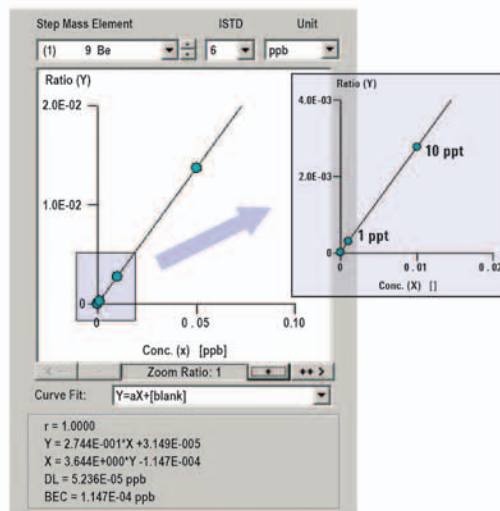 Step Mass Element ISTD Unit
(1) 9 Be 6 ppb
Ratio (Y)
2.0E-02
1.0E-02
0
0 0.05 0.10
Conc. (x) [ppb]
Ratio (Y)
4.0E-03
10 ppt
2.0E-03
1 ppt
0
0 0.01 0.02
Conc. (X) []
Zoom Ratio: 1
Curve Fit: Y=aX+[blank]
r = 1.0000
Y = 2.744E-001*X +3.149E-005
X = 3.644E+000*Y -1.147E-004
DL = 5.236E-05 ppb
BEC = 1.147E-04 ppb